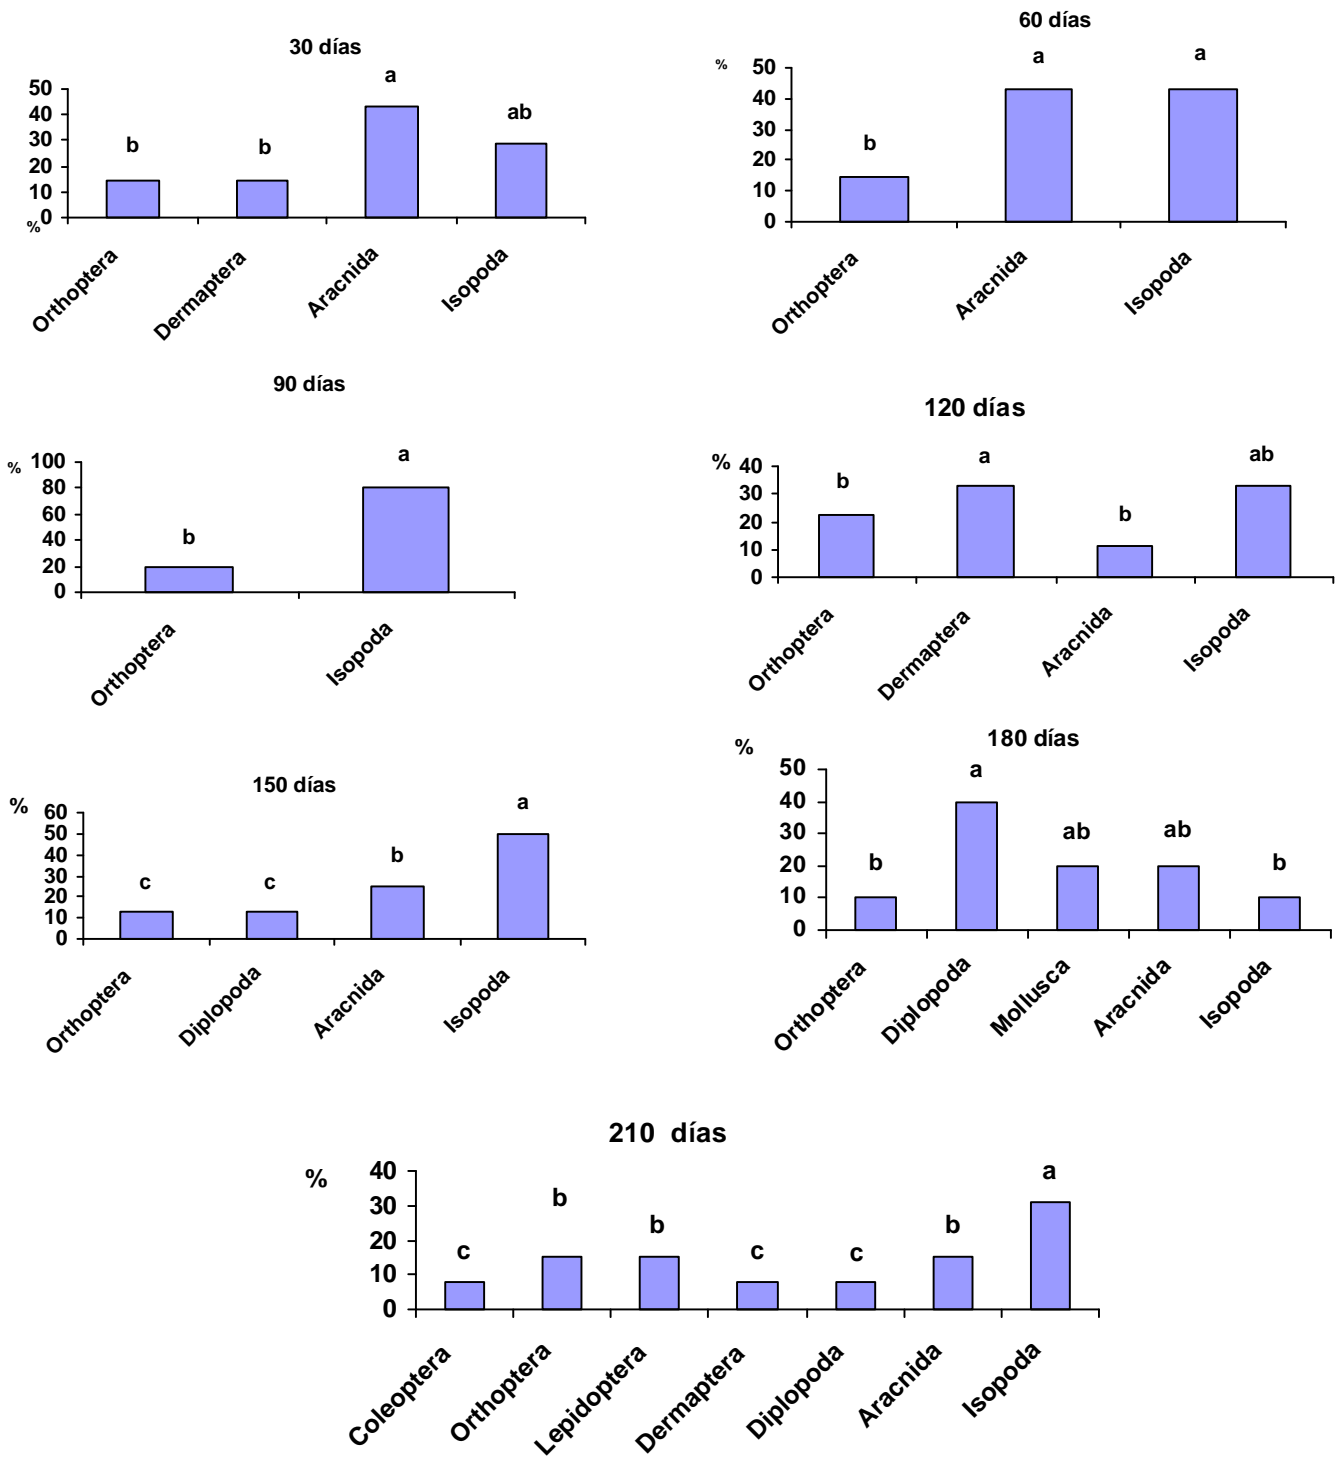 30 días
50
40
30
20
10
0
%
b
b
a
ab
Orthoptera
Dermaptera
Aracnida
Isopoda
60 días
%
50
40
30
20
10
0
b
a
a
Orthoptera
Aracnida
Isopoda
90 días
%
100
80
60
40
20
0
b
a
Orthoptera
Isopoda
120 días
%
40
30
20
10
0
b
a
b
ab
Orthoptera
Dermaptera
Aracnida
Isopoda
150 días
%
60
50
40
30
20
10
0
c
c
b
a
Orthoptera
Diplopoda
Aracnida
Isopoda
180 días
%
50
40
30
20
10
0
b
a
ab
ab
b
Orthoptera
Diplopoda
Mollusca
Aracnida
Isopoda
210 días
%
40
30
20
10
0
c
b
b
c
c
b
a
Coleoptera
Orthoptera
Lepidoptera
Dermaptera
Diplopoda
Aracnida
Isopoda